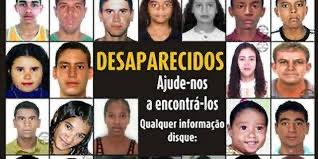 DESAPARECIDOS
Ajude-nos
a encontrá-los
Qualquer informação
disque: